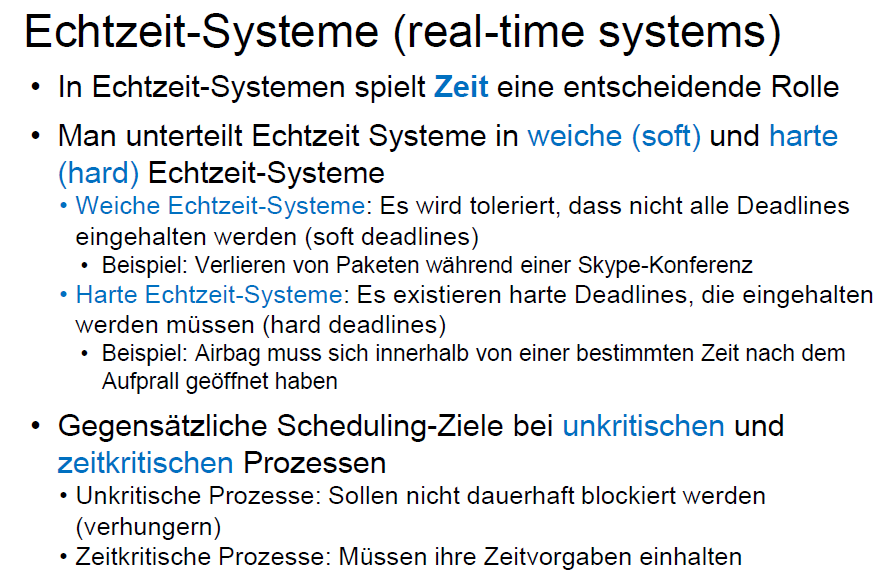 Echtzeit-Systeme (real-time systems)
• In Echtzeit-Systemen spielt Zeit eine entscheidende Rolle
• Man unterteilt Echtzeit Systeme in weiche (soft) und harte
(hard) Echtzeit-Systeme
• Weiche Echtzeit-Systeme: Es wird toleriert, dass nicht alle Deadlines
eingehalten werden (soft deadlines)
• Beispiel: Verlieren von Paketen während einer Skype-Konferenz
• Harte Echtzeit-Systeme: Es existieren harte Deadlines, die eingehalten
werden müssen (hard deadlines)
• Beispiel: Airbag muss sich innerhalb von einer bestimmten Zeit nach dem
Aufprall geöffnet haben
• Gegensätzliche Scheduling-Ziele bei unkritischen und
zeitkritischen Prozessen
• Unkritische Prozesse: Sollen nicht dauerhaft blockiert werden
(verhungern)
• Zeitkritische Prozesse: Müssen ihre Zeitvorgaben einhalten